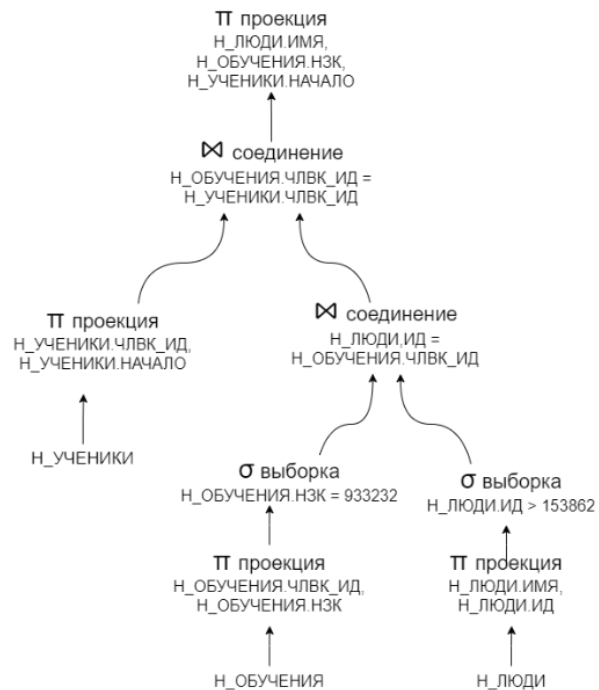 π проекция
Н_ЛЮДИ.ИМЯ,
Н_ОБУЧЕНИЯ.НЗК,
Н_УЧЕНИКИ.НАЧАЛО
⋈ соединение
Н_ОБУЧЕНИЯ.ЧЛВК_ИД =
Н_УЧЕНИКИ.ЧЛВК_ИД
π проекция
Н_УЧЕНИКИ.ЧЛВК_ИД,
Н_УЧЕНИКИ.НАЧАЛО
Н_УЧЕНИКИ
⋈ соединение
Н_ЛЮДИ,ИД =
Н_ОБУЧЕНИЯ.ЧЛВК_ИД
σ выборка
Н_ОБУЧЕНИЯ.НЗК = 933232
π проекция
Н_ОБУЧЕНИЯ.ЧЛВК_ИД,
Н_ОБУЧЕНИЯ.НЗК
Н_ОБУЧЕНИЯ
σ выборка
Н_ЛЮДИ.ИД > 153862
π проекция
Н_ЛЮДИ.ИМЯ,
Н_ЛЮДИ.ИД
Н_ЛЮДИ